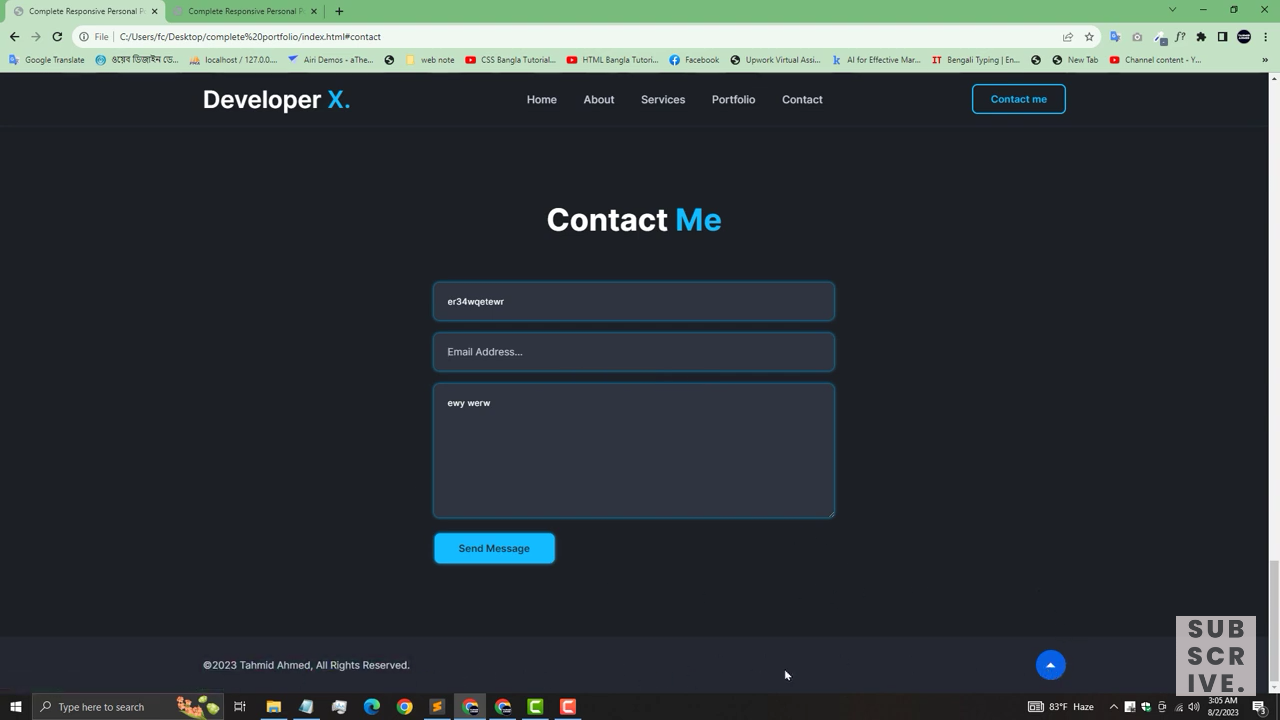 Complete Responsive Personal P
Complete Responsive Personal P
File
C:/Users/fc/Desktop/complete%20portfolio/index.html#contact
Google Translate
ওয়েব ডিজাইন দে...
localhost / 127.0.0....
Airi Demos - aThe...
web note
CSS Bangla Tutori...
HTML Bangla Tutori...
Facebook
Upwork Virtual Assi...
AI for Effective Mar...
Bengali Typing | En...
New Tab
Channel content - Y...
Developer X.
Home
About
Services
Portfolio
Contact
Contact me
Contact Me
er34wqetewr
Email Address...
ewy werw
Send Message
©2023 Tahmid Ahmed, All Rights Reserved.
SUB
SCR
IVE.
Type here to search
83°F Haze
3:05 AM
8/2/2023